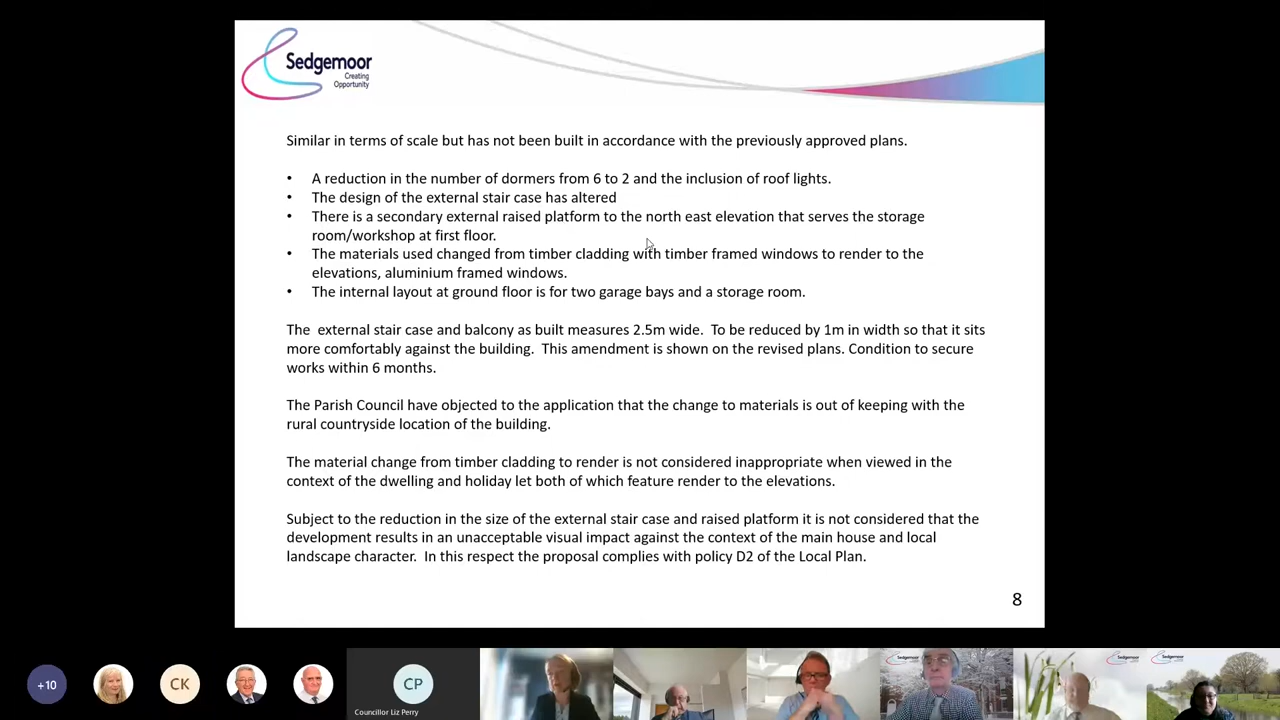 Sedgemoor
Creating
Opportunity
Similar in terms of scale but has not been built in accordance with the previously approved plans.
• A reduction in the number of dormers from 6 to 2 and the inclusion of roof lights.
• The design of the external stair case has altered
• There is a secondary external raised platform to the north east elevation that serves the storage
room/workshop at first floor.
• The materials used changed from timber cladding with timber framed windows to render to the
elevations, aluminium framed windows.
• The internal layout at ground floor is for two garage bays and a storage room.
The  external stair case and balcony as built measures 2.5m wide.  To be reduced by 1m in width so that it sits
more comfortably against the building.  This amendment is shown on the revised plans. Condition to secure
works within 6 months.
The Parish Council have objected to the application that the change to materials is out of keeping with the
rural countryside location of the building.
The material change from timber cladding to render is not considered inappropriate when viewed in the
context of the dwelling and holiday let both of which feature render to the elevations.
Subject to the reduction in the size of the external stair case and raised platform it is not considered that the
development results in an unacceptable visual impact against the context of the main house and local
landscape character.  In this respect the proposal complies with policy D2 of the Local Plan.
8
+10
CK
CP
Councillor Liz Perry
Sedgemoor
Sedgemoor
Sedgemoor